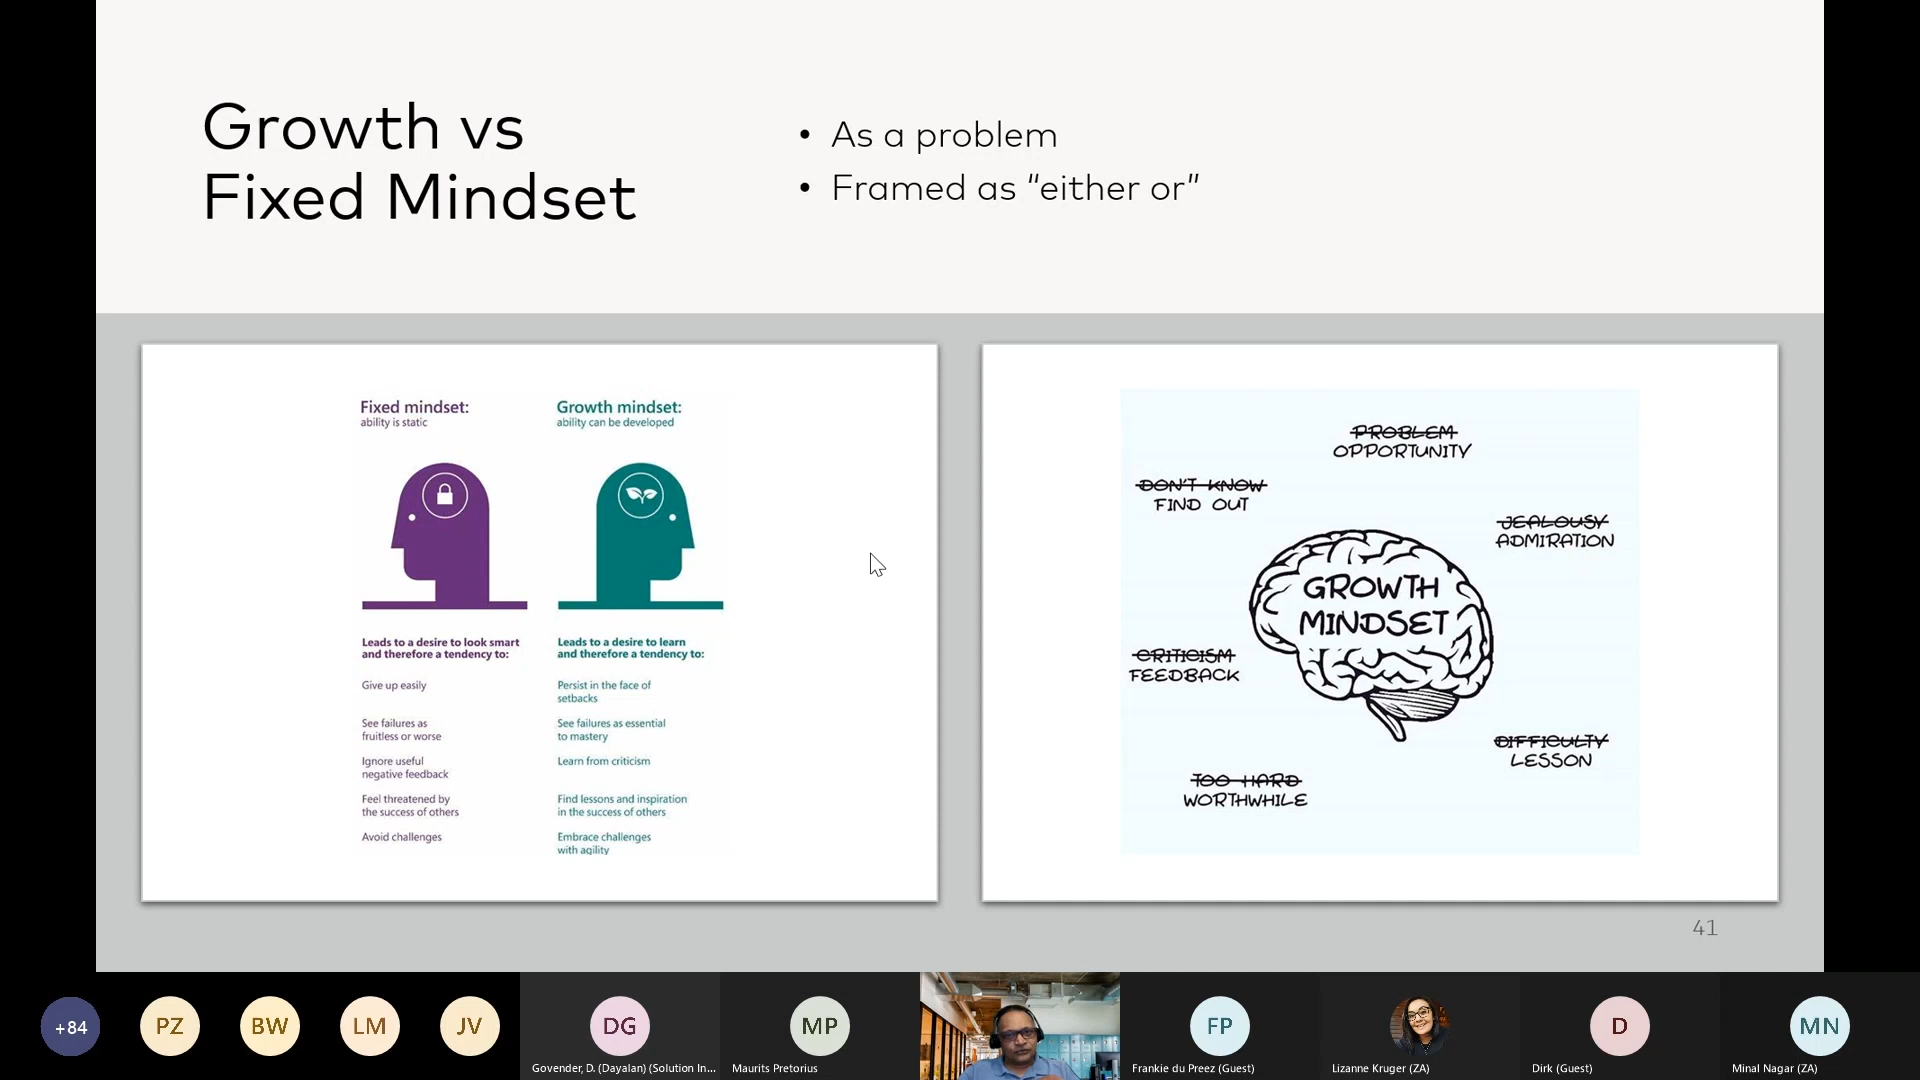 Growth vs
Fixed Mindset
• As a problem
• Framed as “either or”
Fixed mindset:
ability is static
Leads to a desire to look smart
and therefore a tendency to:
Give up easily
See failures as
fruitless or worse
Ignore useful
negative feedback
Feel threatened by
the success of others
Avoid challenges
Growth mindset:
ability can be developed
Leads to a desire to learn
and therefore a tendency to:
Persist in the face of
setbacks
See failures as essential
to mastery
Learn from criticism
Find lessons and inspiration
in the success of others
Embrace challenges
with agility
PROBLEM
OPPORTUNITY
DON'T KNOW
FIND OUT
JEALOUSY
ADMIRATION
GROWTH
MINDSET
CRITICISM
FEEDBACK
DIFFICULTY
LESSON
TOO HARD
WORTHWHILE
41
+84
PZ
BW
LM
JV
DG
Govender, D. (Dayalan) (Solution In...
MP
Maurits Pretorius
FP
Frankie du Preez (Guest)
Lizanne Kruger (ZA)
D
Dirk (Guest)
MN
Minal Nagar (ZA)